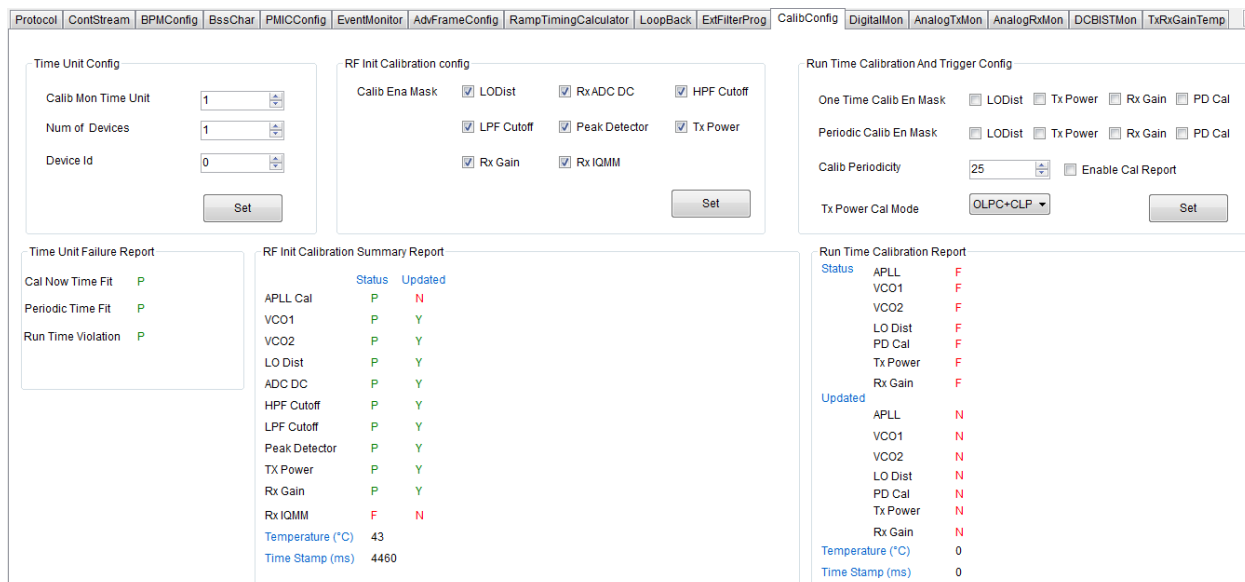 Protocol ContStream BPMConfig BssChar PMICConfig EventMonitor AdvFrameConfig RampTimingCalculator LoopBack ExtFilterProg CalibConfig DigitalMon AnalogTxMon AnalogRxMon DCBISTMon TxRxGainTemp
Time Unit Config
Calib Mon Time Unit 1
Num of Devices 1
Device Id 0
Set
RF Init Calibration config
Calib Ena Mask LODist Rx ADC DC HPF Cutoff
LPF Cutoff Peak Detector Tx Power
Rx Gain Rx IQMM
Set
Run Time Calibration And Trigger Config
One Time Calib En Mask LODist Tx Power Rx Gain PD Cal
Periodic Calib En Mask LODist Tx Power Rx Gain PD Cal
Calib Periodicity 25 Enable Cal Report
Tx Power Cal Mode OLPC+CLP Set
Time Unit Failure Report
Cal Now Time Fit P
Periodic Time Fit P
Run Time Violation P
RF Init Calibration Summary Report
Status Updated
APLL Cal P N
VCO1 P Y
VCO2 P Y
LO Dist P Y
ADC DC P Y
HPF Cutoff P Y
LPF Cutoff P Y
Peak Detector P Y
TX Power P Y
Rx Gain P Y
Rx IQMM F N
Temperature (°C) 43
Time Stamp (ms) 4460
Run Time Calibration Report
Status APLL F
VCO1 F
VCO2 F
LO Dist F
PD Cal F
Tx Power F
Rx Gain F
Updated
APLL N
VCO1 N
VCO2 N
LO Dist N
PD Cal N
Tx Power N
Rx Gain N
Temperature (°C) 0
Time Stamp (ms) 0